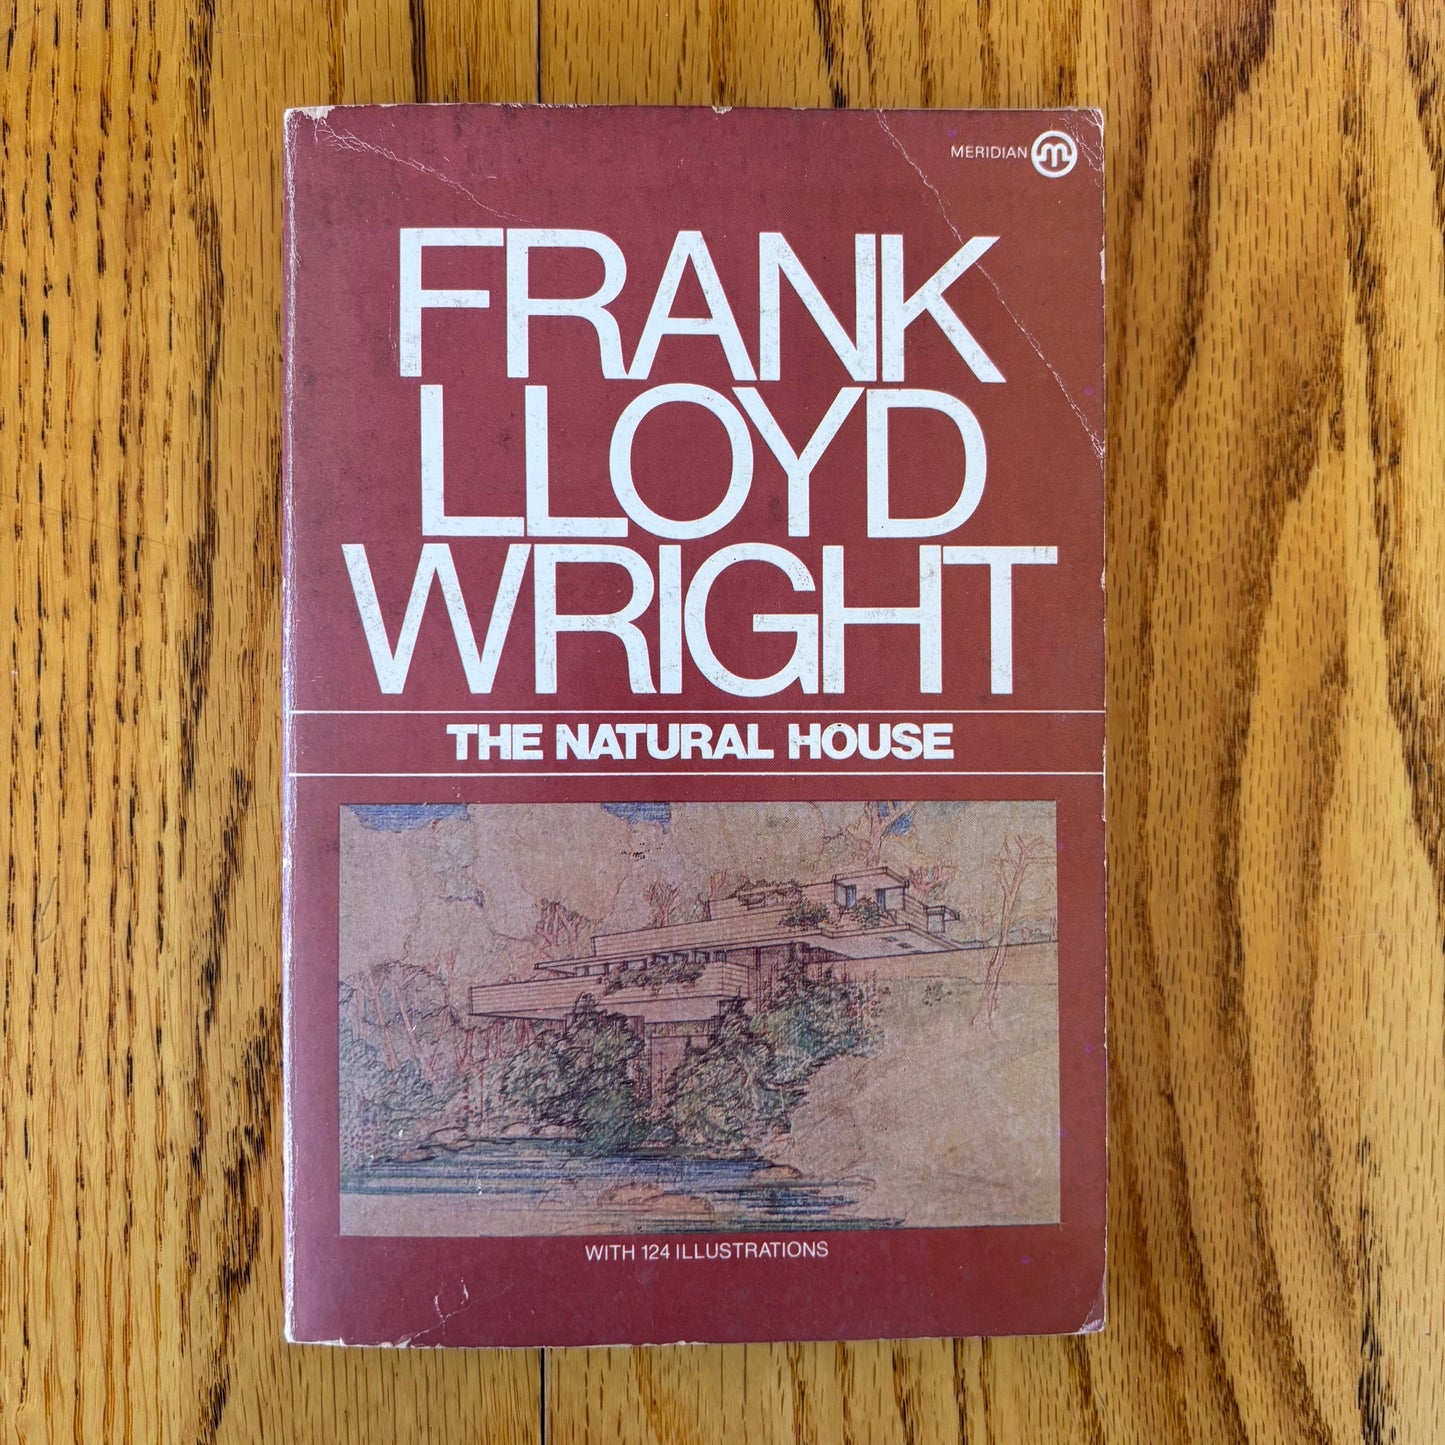 MERIDIAN
FRANK
LLOYD
WRIGHT
THE NATURAL HOUSE
WITH 124 ILLUSTRATIONS